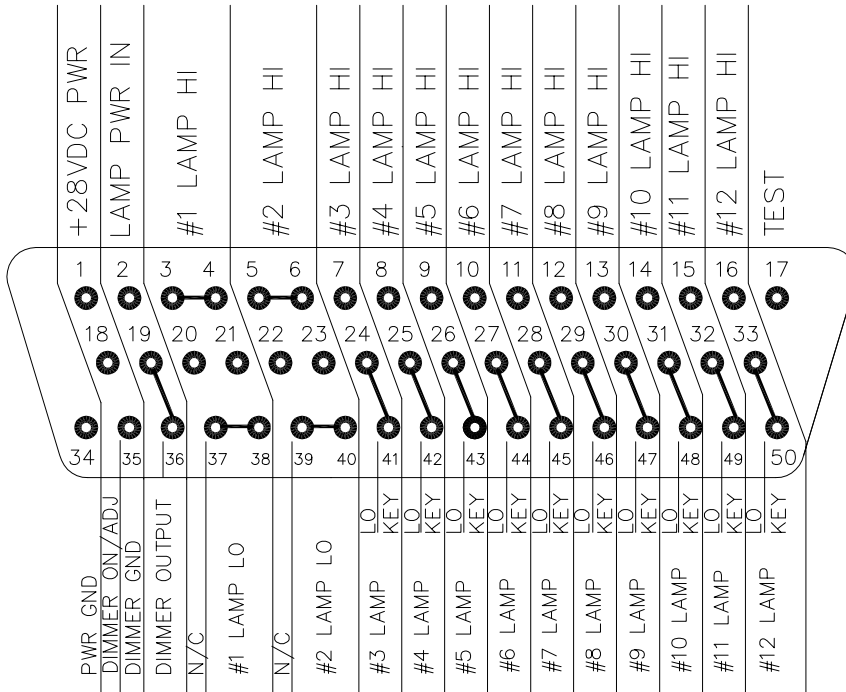 +28VDC PWR
LAMP PWR IN
#1 LAMP HI
#2 LAMP HI
#3 LAMP HI
#4 LAMP HI
#5 LAMP HI
#6 LAMP HI
#7 LAMP HI
#8 LAMP HI
#9 LAMP HI
#10 LAMP HI
#11 LAMP HI
#12 LAMP HI
TEST
1 2 3 4 5 6 7 8 9 10 11 12 13 14 15 16 17
18 19 20 21 22 23 24 25 26 27 28 29 30 31 32 33
34 35 36 37 38 39 40 41 42 43 44 45 46 47 48 49 50
PWR GND
DIMMER ON/ADJ
DIMMER GND
DIMMER OUTPUT
N/C
#1 LAMP LO
N/C
#2 LAMP LO
#3 LAMP
LO
KEY
#4 LAMP
LO
KEY
#5 LAMP
LO
KEY
#6 LAMP
LO
KEY
#7 LAMP
LO
KEY
#8 LAMP
LO
KEY
#9 LAMP
LO
KEY
#10 LAMP
LO
KEY
#11 LAMP
LO
KEY
#12 LAMP
LO
KEY